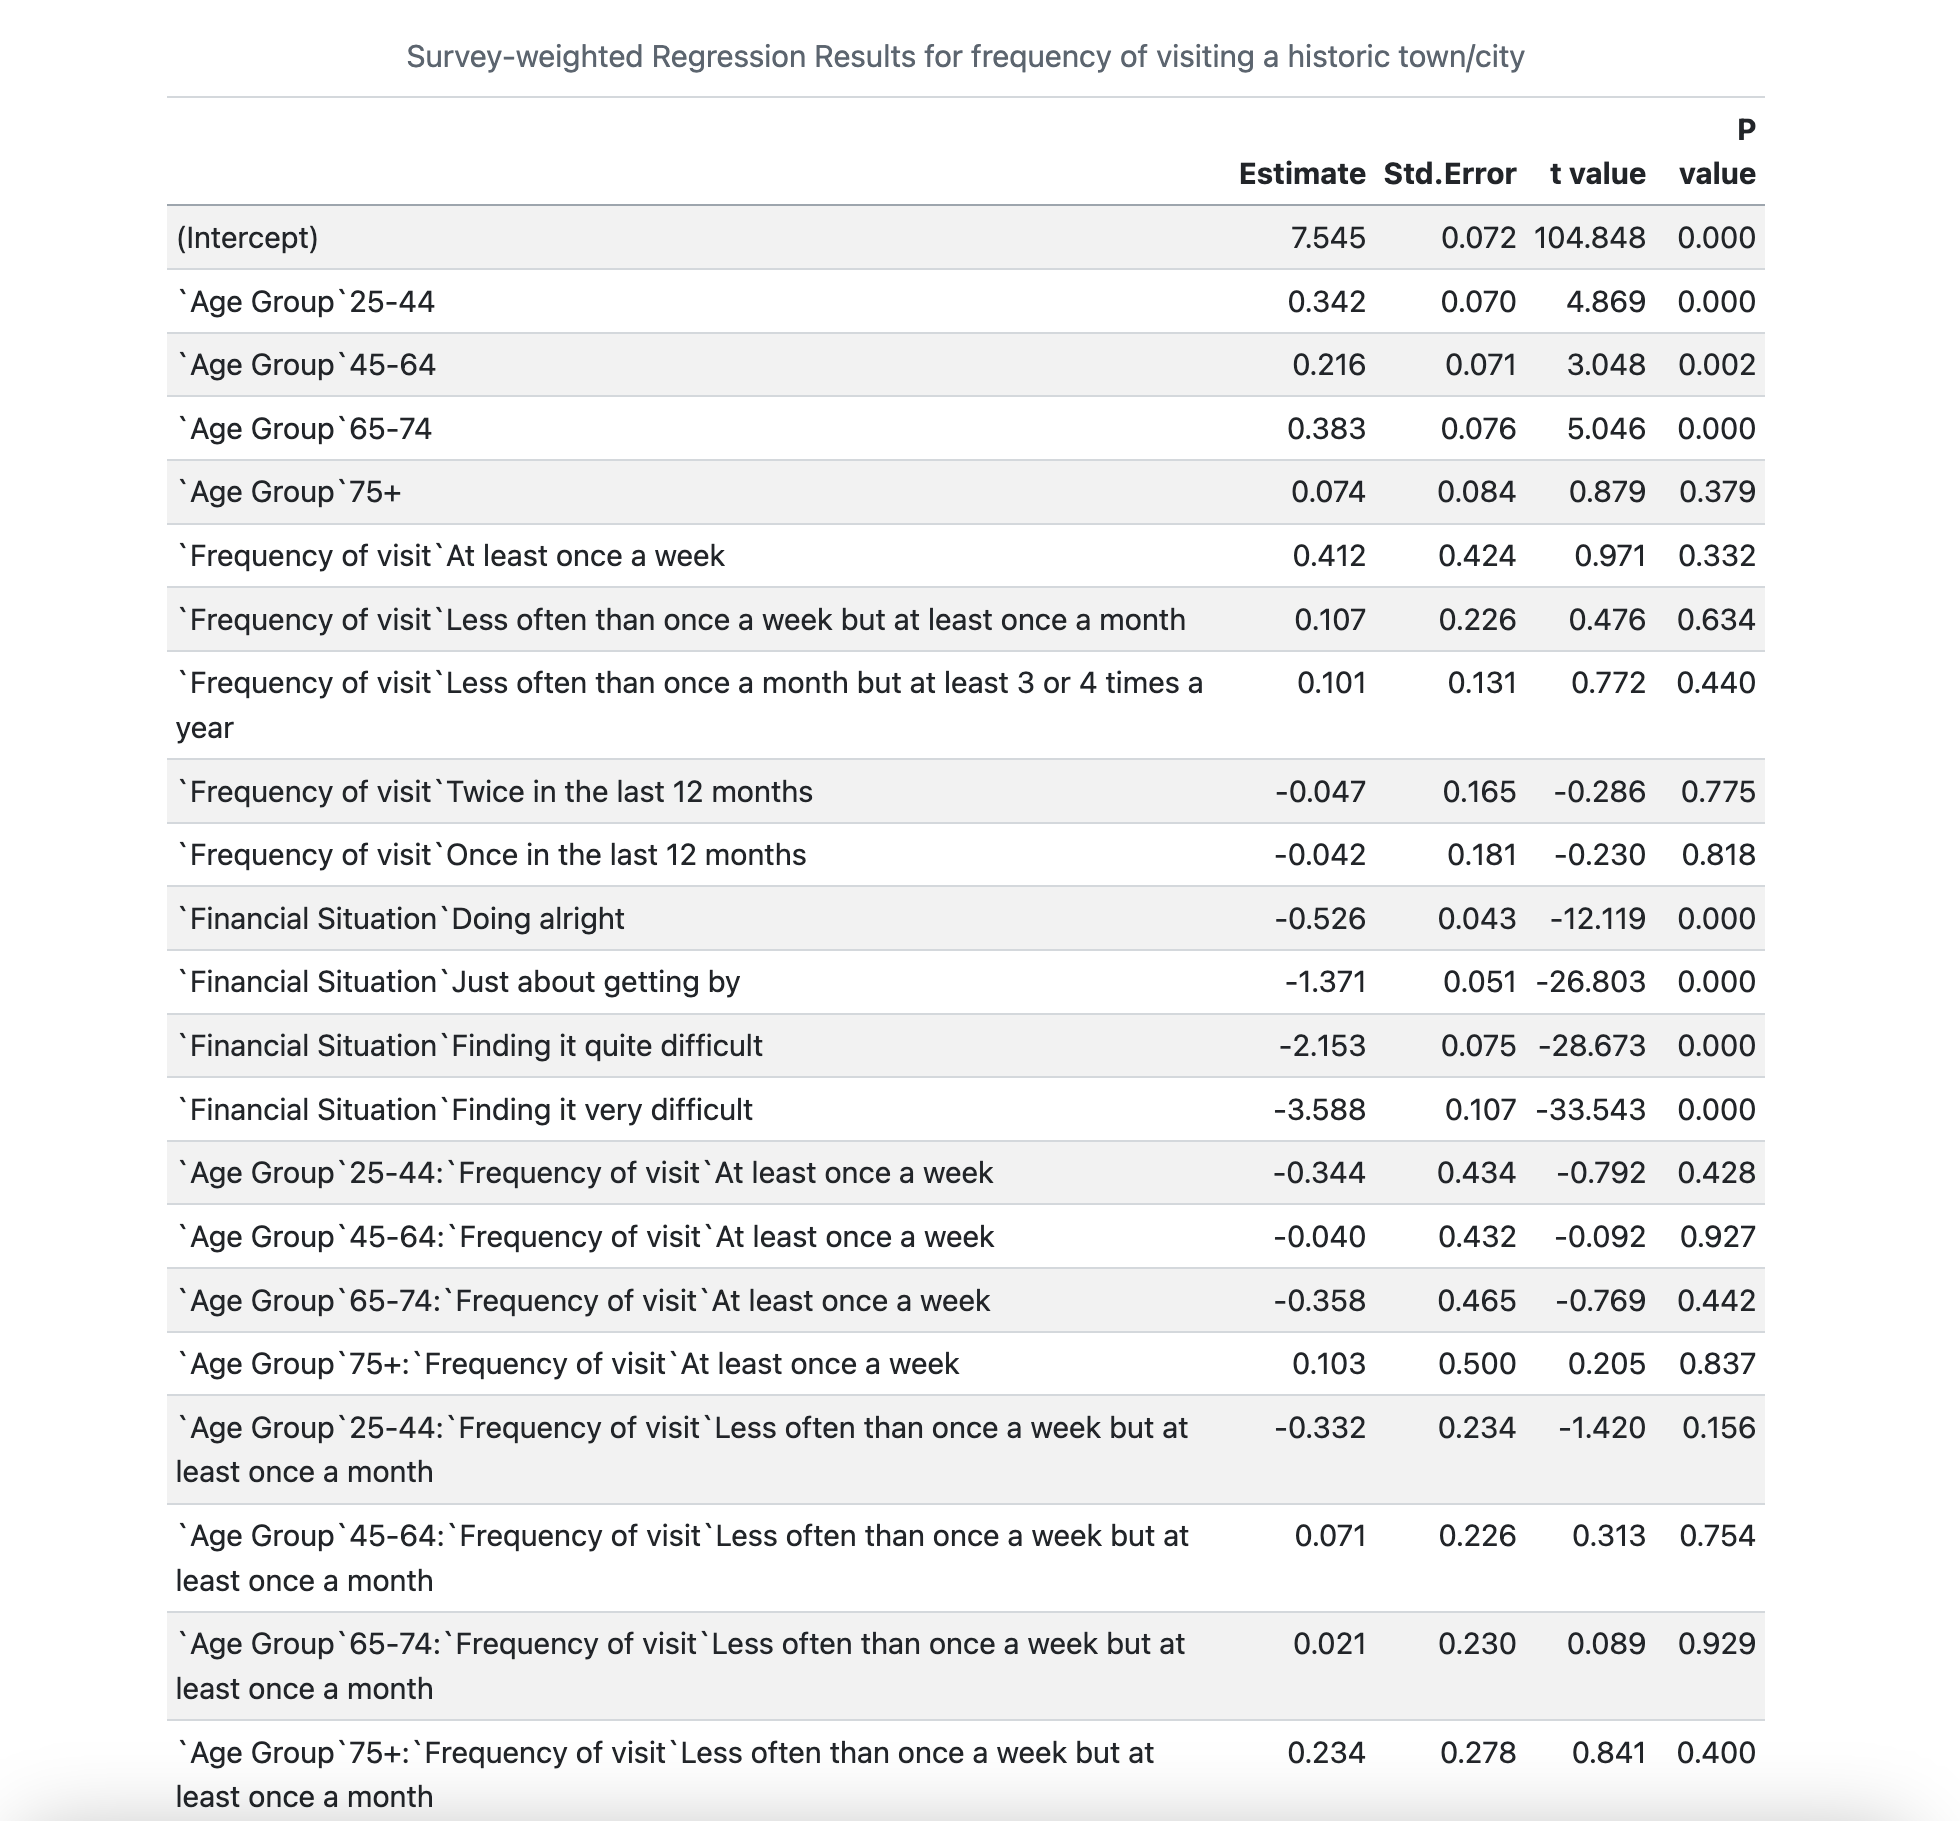 Survey-weighted Regression Results for frequency of visiting a historic town/city
P
Estimate Std.Error t value value
(Intercept) 7.545 0.072 104.848 0.000
`Age Group`25-44 0.342 0.070 4.869 0.000
`Age Group`45-64 0.216 0.071 3.048 0.002
`Age Group`65-74 0.383 0.076 5.046 0.000
`Age Group`75+ 0.074 0.084 0.879 0.379
`Frequency of visit`At least once a week 0.412 0.424 0.971 0.332
`Frequency of visit`Less often than once a week but at least once a month 0.107 0.226 0.476 0.634
`Frequency of visit`Less often than once a month but at least 3 or 4 times a 0.101 0.131 0.772 0.440
year
`Frequency of visit`Twice in the last 12 months -0.047 0.165 -0.286 0.775
`Frequency of visit`Once in the last 12 months -0.042 0.181 -0.230 0.818
`Financial Situation`Doing alright -0.526 0.043 -12.119 0.000
`Financial Situation`Just about getting by -1.371 0.051 -26.803 0.000
`Financial Situation`Finding it quite difficult -2.153 0.075 -28.673 0.000
`Financial Situation`Finding it very difficult -3.588 0.107 -33.543 0.000
`Age Group`25-44:`Frequency of visit`At least once a week -0.344 0.434 -0.792 0.428
`Age Group`45-64:`Frequency of visit`At least once a week -0.040 0.432 -0.092 0.927
`Age Group`65-74:`Frequency of visit`At least once a week -0.358 0.465 -0.769 0.442
`Age Group`75+:`Frequency of visit`At least once a week 0.103 0.500 0.205 0.837
`Age Group`25-44:`Frequency of visit`Less often than once a week but at -0.332 0.234 -1.420 0.156
least once a month
`Age Group`45-64:`Frequency of visit`Less often than once a week but at 0.071 0.226 0.313 0.754
least once a month
`Age Group`65-74:`Frequency of visit`Less often than once a week but at 0.021 0.230 0.089 0.929
least once a month
`Age Group`75+:`Frequency of visit`Less often than once a week but at 0.234 0.278 0.841 0.400
least once a month